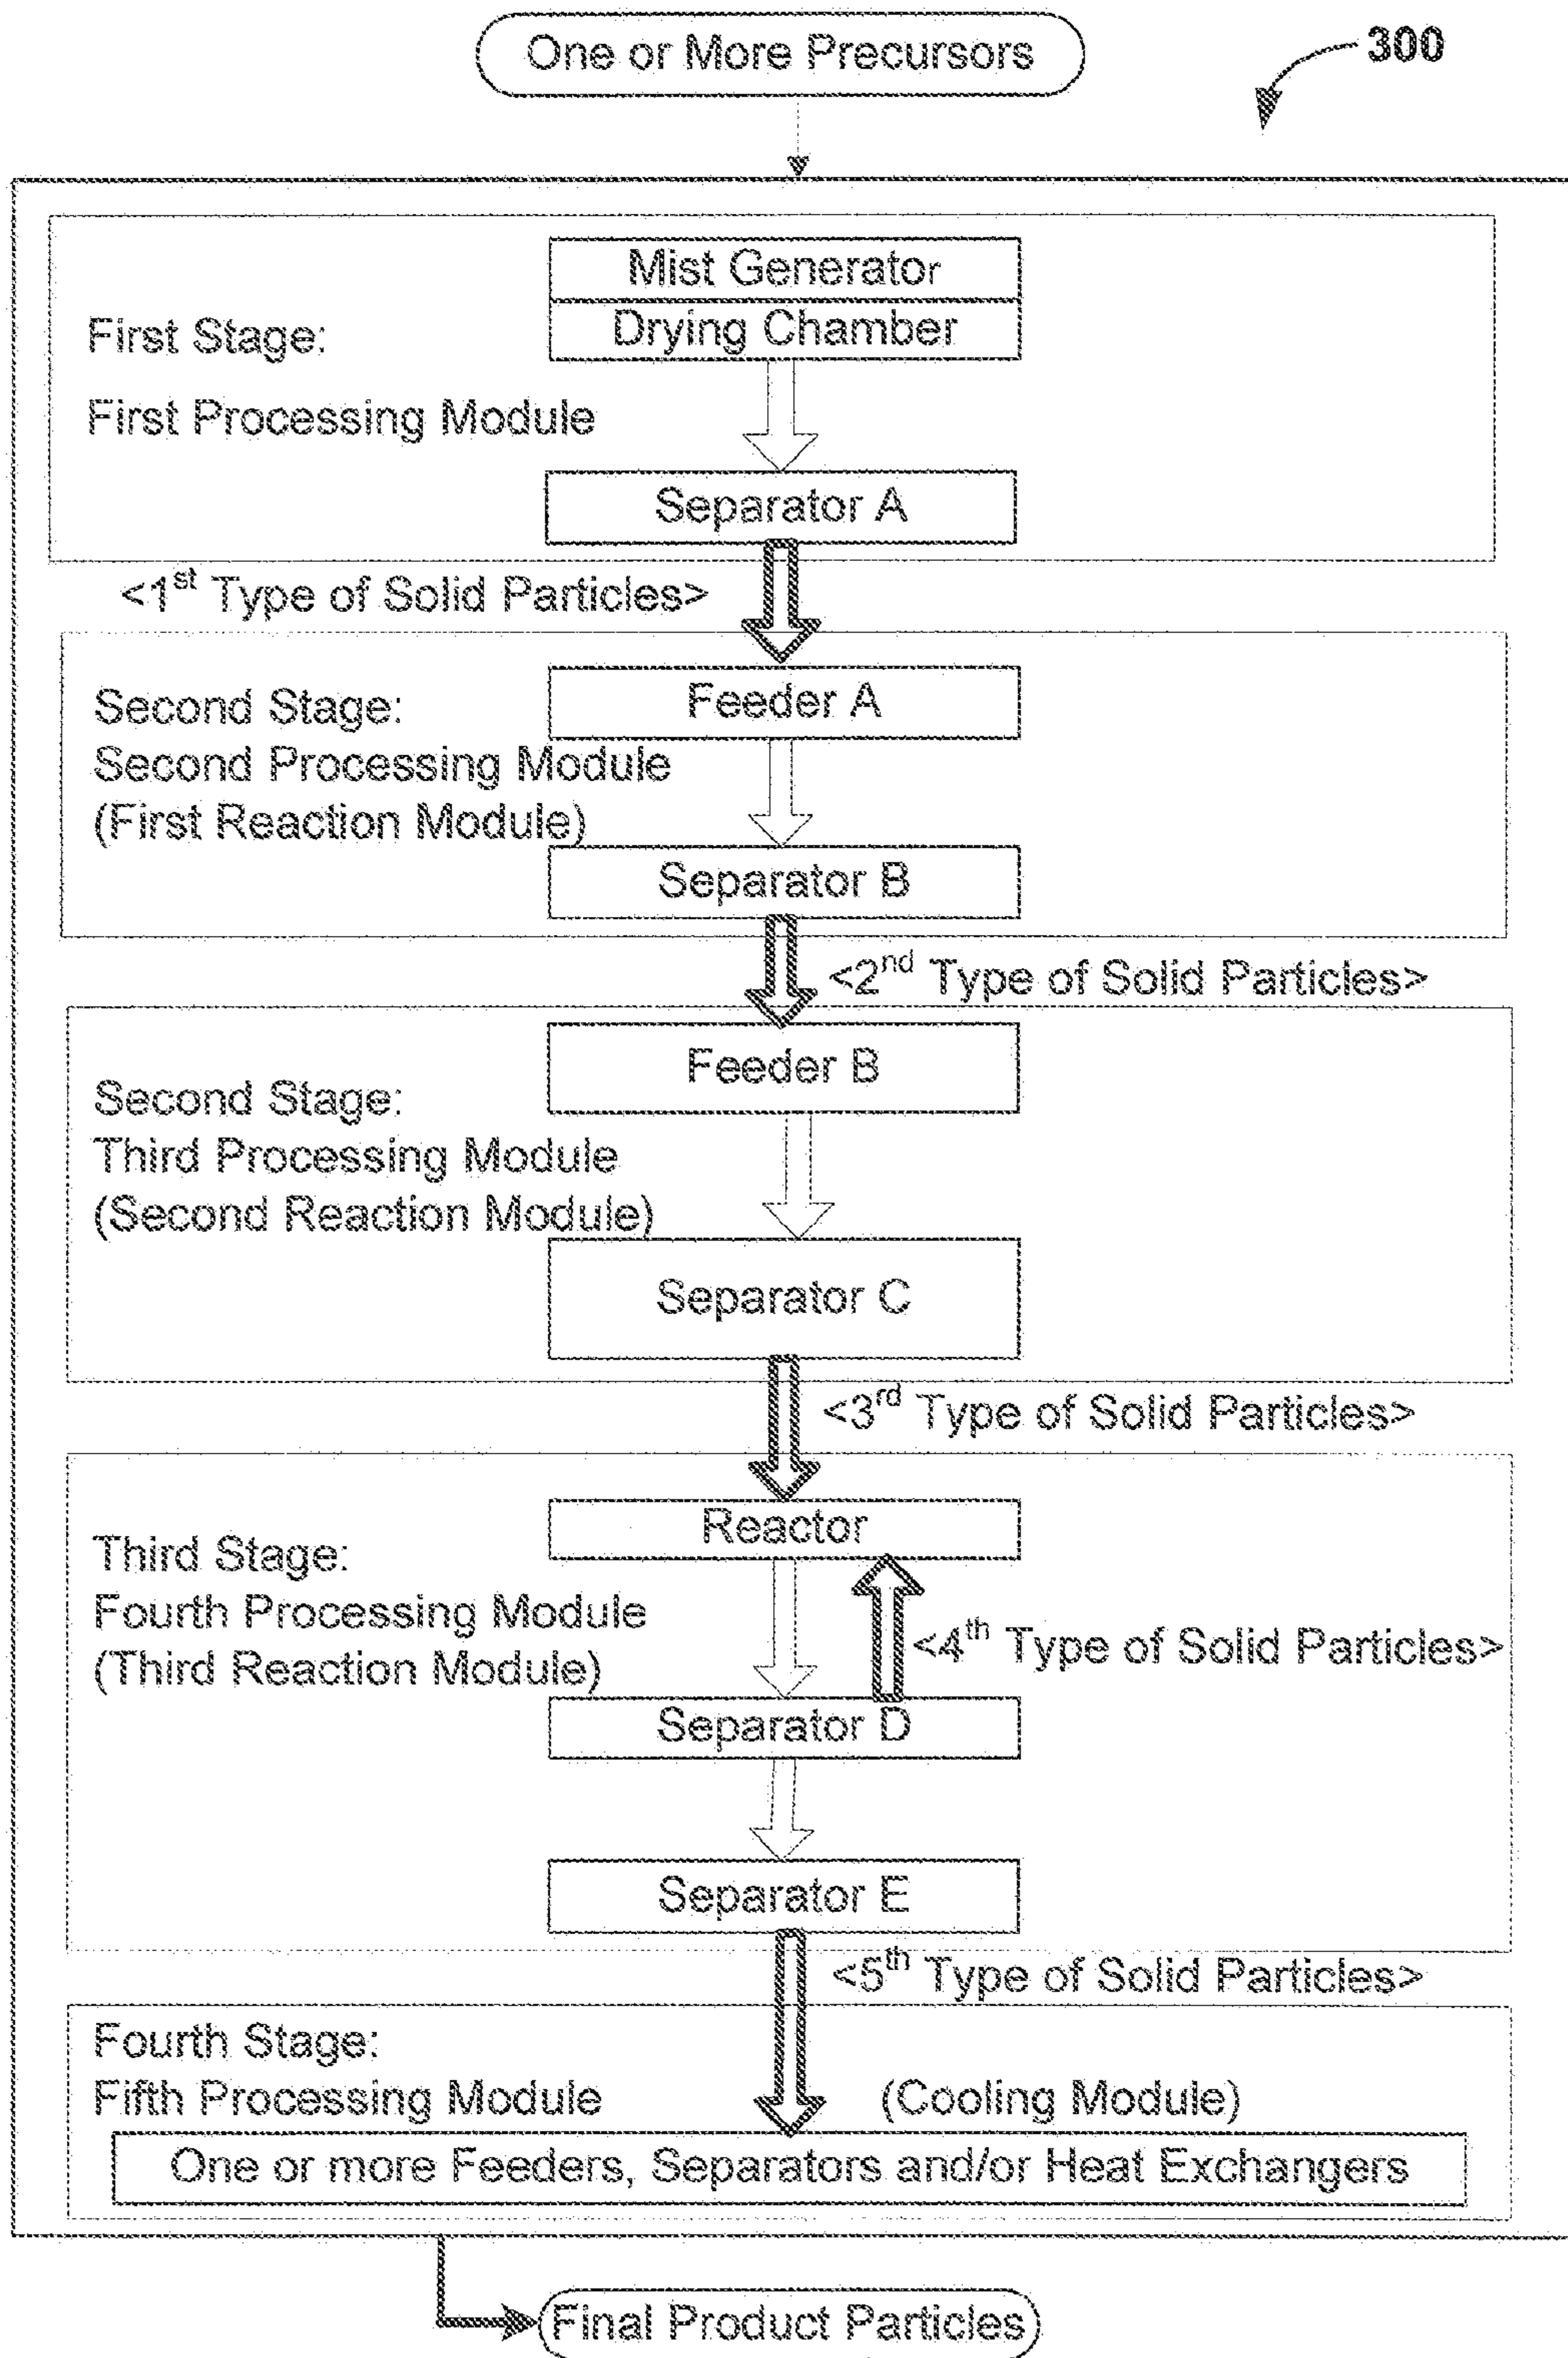 One or More Precursors
300
Mist Generator
Drying Chamber
First Stage:
First Processing Module
Separator A
<1st Type of Solid Particles>
Feeder A
Second Stage:
Second Processing Module
(First Reaction Module)
Separator B
<2nd Type of Solid Particles>
Feeder B
Second Stage:
Third Processing Module
(Second Reaction Module)
Separator C
<3rd Type of Solid Particles>
Reactor
Third Stage:
Fourth Processing Module
(Third Reaction Module)
<4th Type of Solid Particles>
Separator D
Separator E
<5th Type of Solid Particles>
Fourth Stage:
Fifth Processing Module (Cooling Module)
One or more Feeders, Separators and/or Heat Exchangers
Final Product Particles